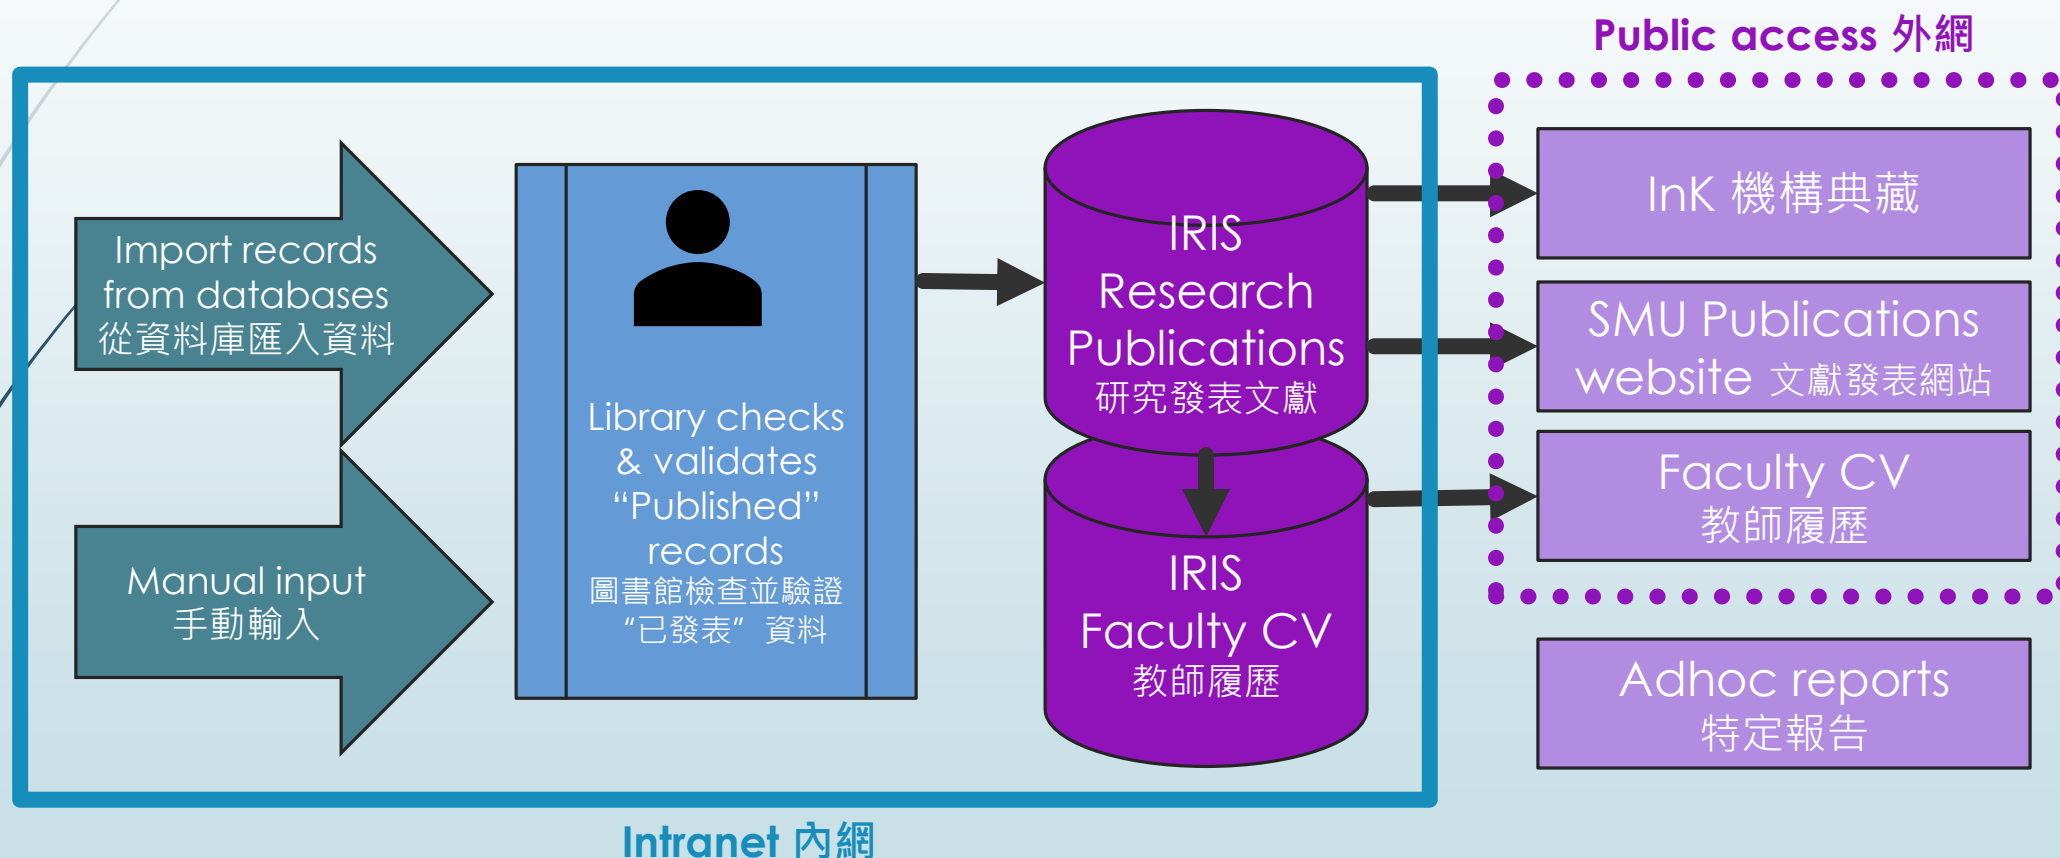 Public access 外網
Import records
from databases
從資料庫匯入資料
Manual input
手動輸入
Library checks
& validates
“Published”
records
圖書館檢查並驗證
“已發表”資料
IRIS
Research
Publications
研究發表文獻
IRIS
Faculty CV
教師履歷
InK 機構典藏
SMU Publications
website 文獻發表網站
Faculty CV
教師履歷
Adhoc reports
特定報告
Intranet 內網